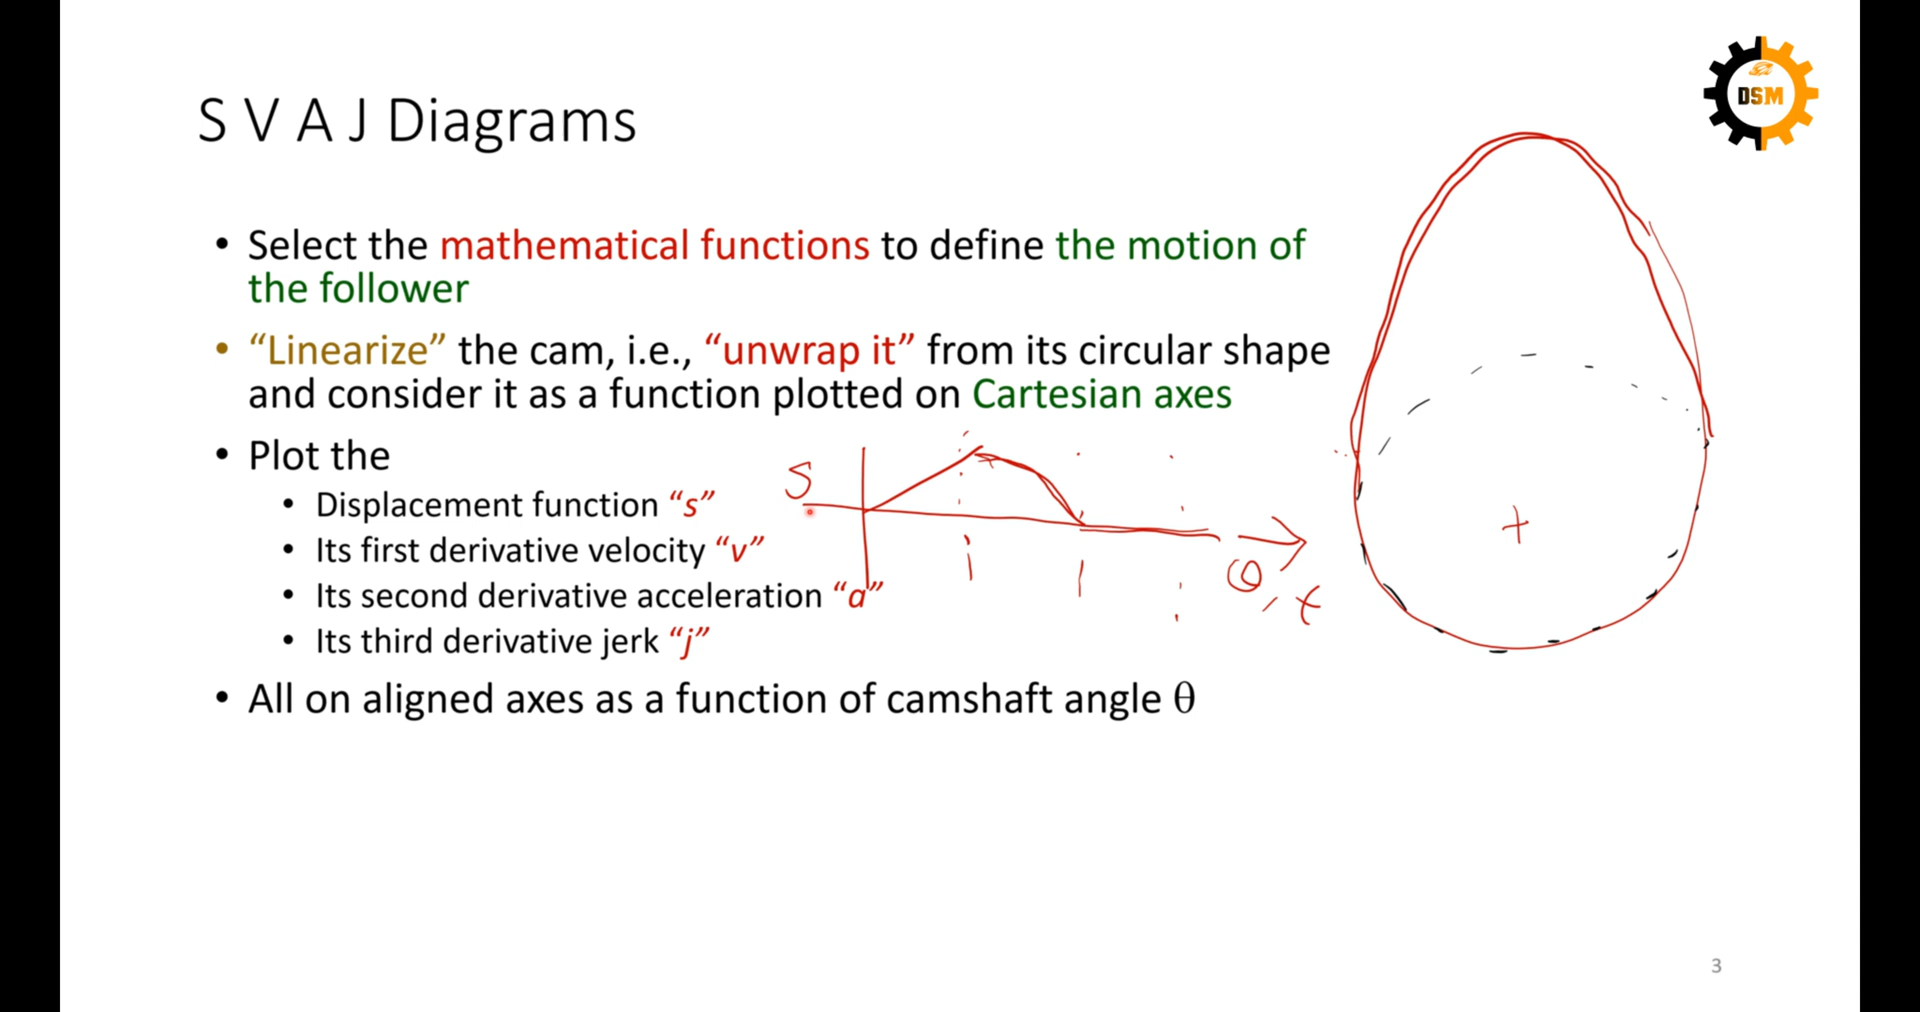 DSM
S V A J Diagrams
• Select the mathematical functions to define the motion of
the follower
• “Linearize” the cam, i.e., “unwrap it” from its circular shape
and consider it as a function plotted on Cartesian axes
• Plot the
S
• Displacement function “s”
• Its first derivative velocity “v”
• Its second derivative acceleration “a”
θ, t
• Its third derivative jerk “j”
• All on aligned axes as a function of camshaft angle θ
3